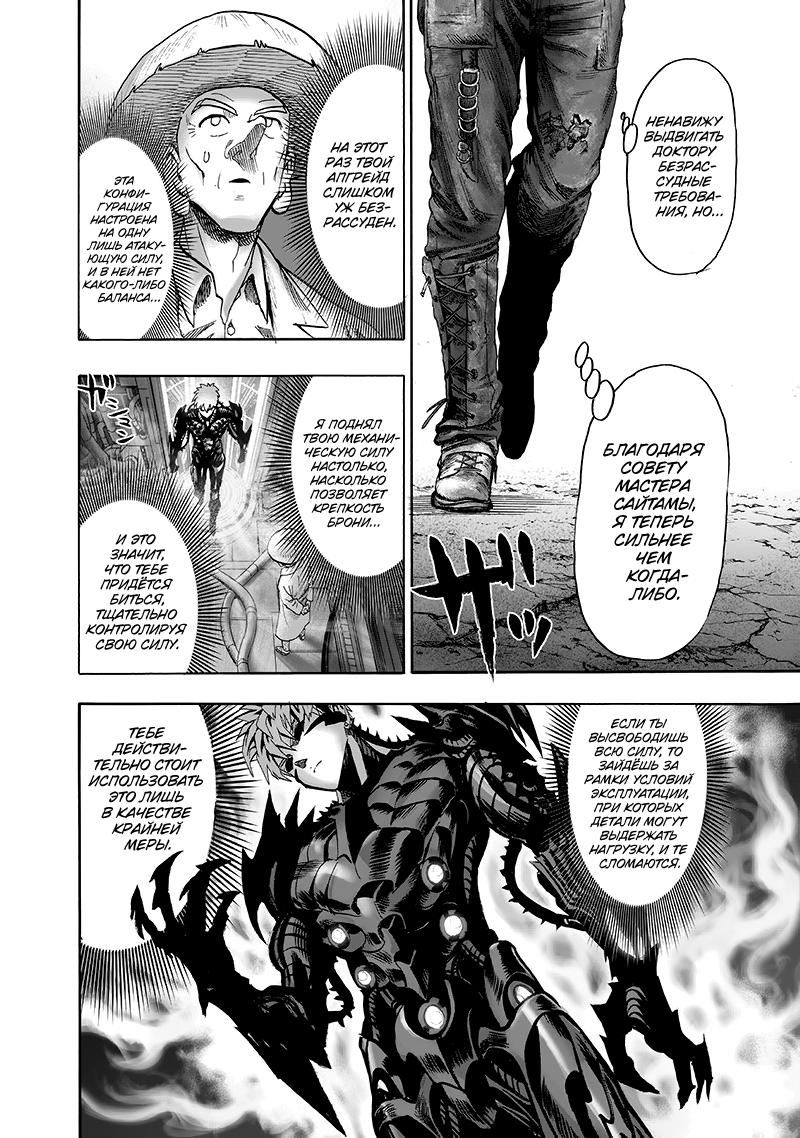 НЕНАВИЖУ
ВЫДВИГАТЬ
ДОКТОРУ
БЕЗРАС-
СУДНЫЕ
ТРЕБОВА-
НИЯ, НО...
БЛАГОДАРЯ
СОВЕТУ
МАСТЕРА
САЙТАМЫ,
Я ТЕПЕРЬ
СИЛЬНЕЕ
ЧЕМ
КОГДА-
ЛИБО.
ザッ
НА ЭТОТ
РАЗ ТВОЙ
АПГРЕЙД
СЛИШКОМ
УЖ БЕЗ-
РАССУДЕН.
ЭТА
КОНФИ-
ГУРАЦИЯ
НАСТРОЕНА
НА ОДНУ
ЛИШЬ АТАКУ-
ЮЩУЮ СИЛУ,
И В НЕЙ НЕТ
КАКОГО-ЛИБО
БАЛАНСА...
Я ПОДНЯЛ
ТВОЮ МЕХАНИ-
ЧЕСКУЮ СИЛУ
НАСТОЛЬКО,
НАСКОЛЬКО
ПОЗВОЛЯЕТ
КРЕПКОСТЬ
БРОНИ...
И ЭТО
ЗНАЧИТ,
ЧТО ТЕБЕ
ПРИДЁТСЯ
БИТЬСЯ,
ТЩАТЕЛЬНО
КОНТРОЛИРУЯ
СВОЮ СИЛУ.
ЕСЛИ ТЫ
ВЫСВОБОДИШЬ
ВСЮ СИЛУ, ТО
ЗАЙДЁШЬ ЗА
РАМКИ УСЛОВИЙ
ЭКСПЛУАТАЦИИ,
ПРИ КОТОРЫХ
ДЕТАЛИ МОГУТ
ВЫДЕРЖАТЬ
НАГРУЗКУ, И ТЕ
СЛОМАЮТСЯ.
ТЕБЕ
ДЕЙСТВИ-
ТЕЛЬНО СТОИТ
ИСПОЛЬЗОВАТЬ
ЭТО ЛИШЬ
В КАЧЕСТВЕ
КРАЙНЕЙ
МЕРЫ.